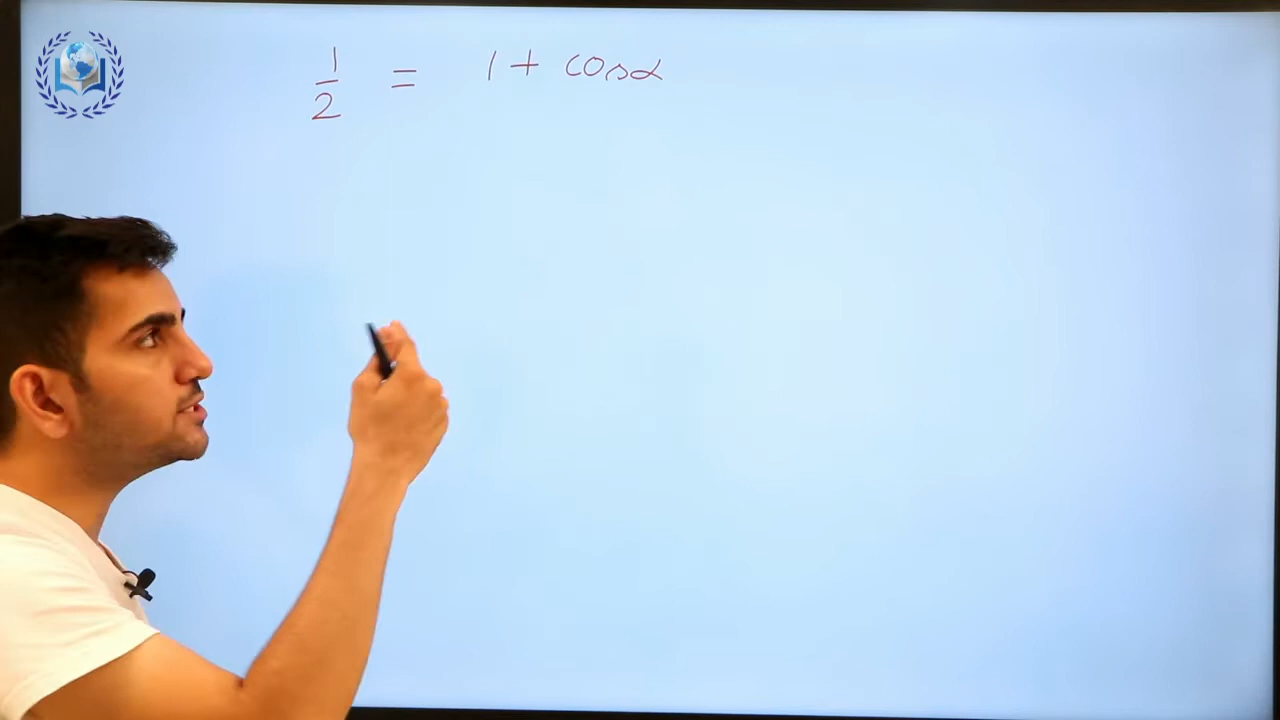 1/2 = 1 + cosα